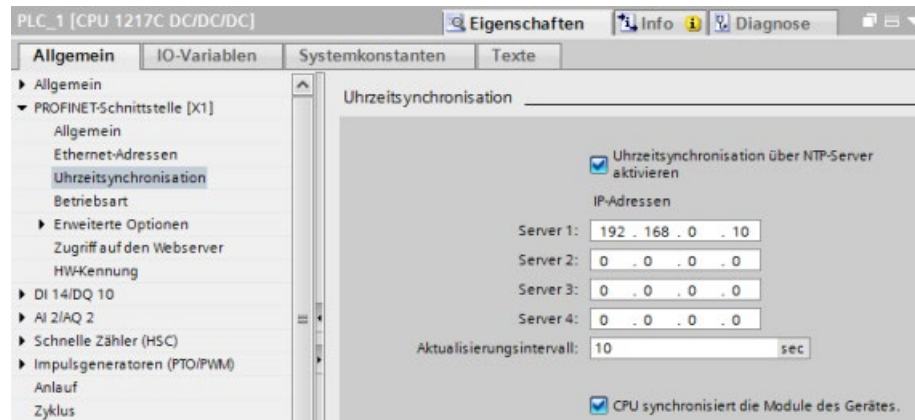 PLC_1 [CPU 1217C DC/DC/DC]
Eigenschaften
Info
Diagnose
Allgemein
IO-Variablen
Systemkonstanten
Texte
Allgemein
PROFINET-Schnittstelle [X1]
Allgemein
Ethernet-Adressen
Uhrzeitsynchronisation
Betriebsart
Erweiterte Optionen
Zugriff auf den Webserver
HW-Kennung
DI 14/DQ 10
AI 2/AQ 2
Schnelle Zähler (HSC)
Impulsgeneratoren (PTO/PWM)
Anlauf
Zyklus
Uhrzeitsynchronisation
Uhrzeitsynchronisation über NTP-Server
aktivieren
IP-Adressen
Server 1: 192 . 168 . 0 . 10
Server 2: 0 . 0 . 0 . 0
Server 3: 0 . 0 . 0 . 0
Server 4: 0 . 0 . 0 . 0
Aktualisierungsintervall: 10 sec
CPU synchronisiert die Module des Gerätes.